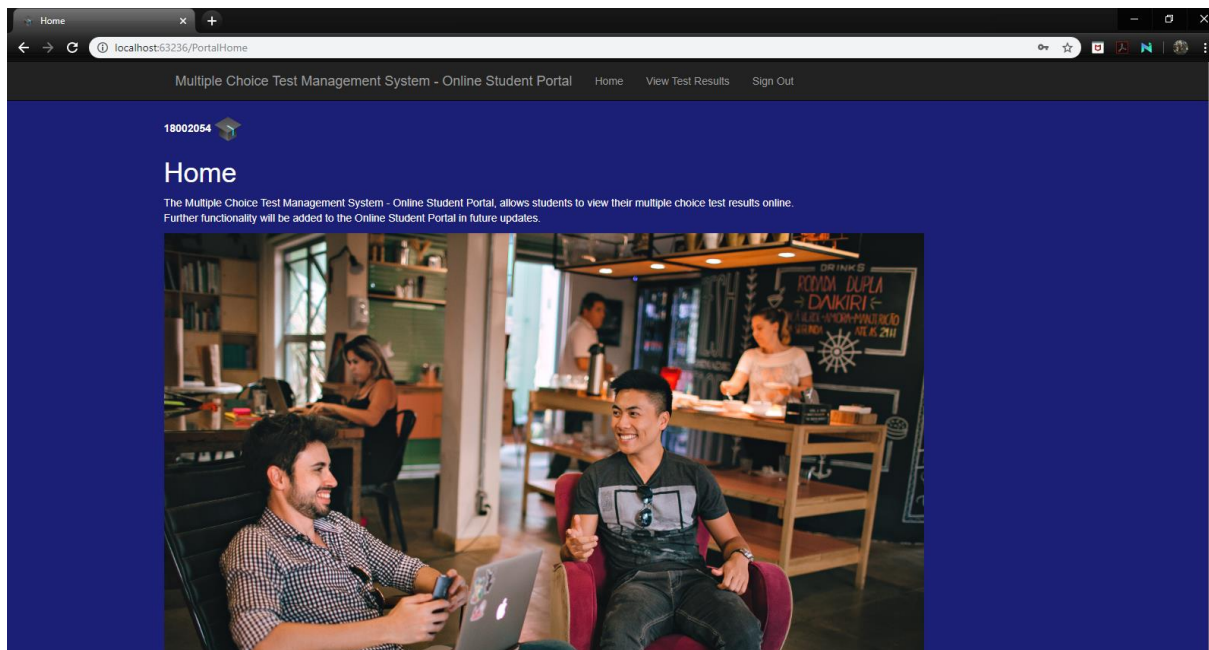 Home
localhost:63236/PortalHome
Multiple Choice Test Management System - Online Student Portal Home View Test Results Sign Out
18002054
Home
The Multiple Choice Test Management System - Online Student Portal, allows students to view their multiple choice test results online.
Further functionality will be added to the Online Student Portal in future updates.
DRINKS
RODADA DUPLA
DAIKIRI